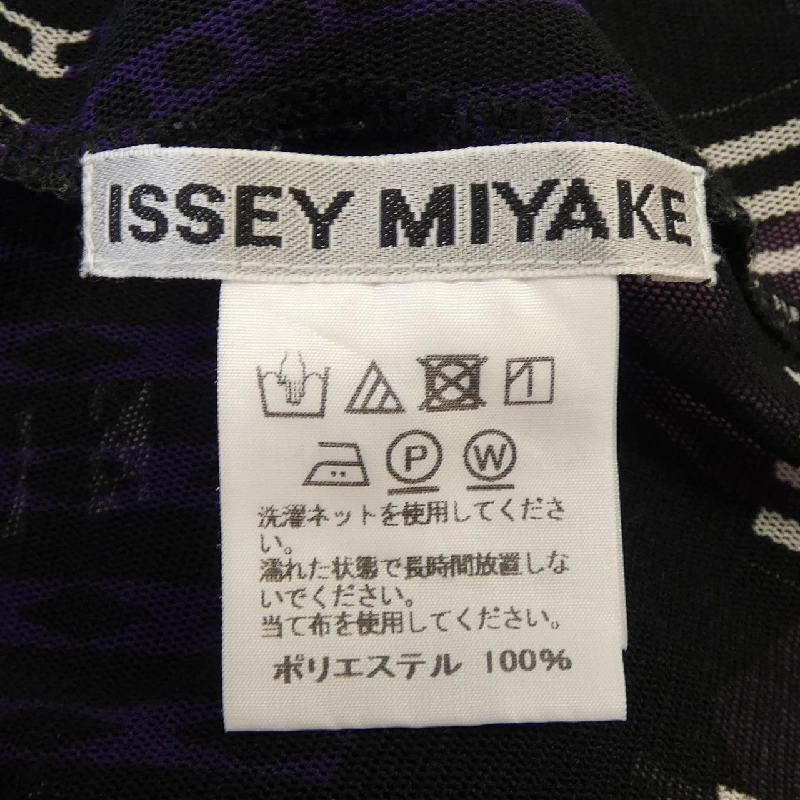 ISSEY MIYAKE
P W
洗濯ネットを使用してくださ
い。
濡れた状態で長時間放置しな
いでください。
当て布を使用してください。
ポリエステル 100%